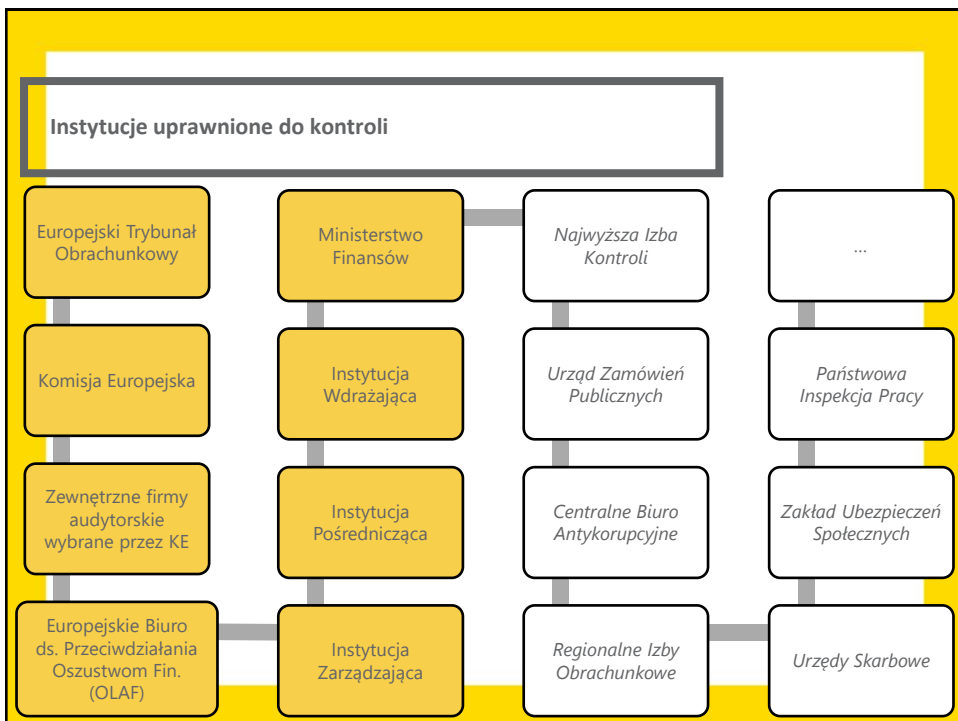 Instytucje uprawnione do kontroli
Europejski Trybunał
Obrachunkowy
Komisja Europejska
Zewnętrzne firmy
audytorskie
wybrane przez KE
Europejskie Biuro
ds. Przeciwdziałania
Oszustwom Fin.
(OLAF)
Instytucja
Zarządzająca
Instytucja
Pośrednicząca
Instytucja
Wdrażająca
Ministerstwo
Finansów
Najwyższa Izba
Kontroli
Urząd Zamówień
Publicznych
Centralne Biuro
Antykorupcyjne
Regionalne Izby
Obrachunkowe
Urzędy Skarbowe
Zakład Ubezpieczeń
Społecznych
Państwowa
Inspekcja Pracy
...